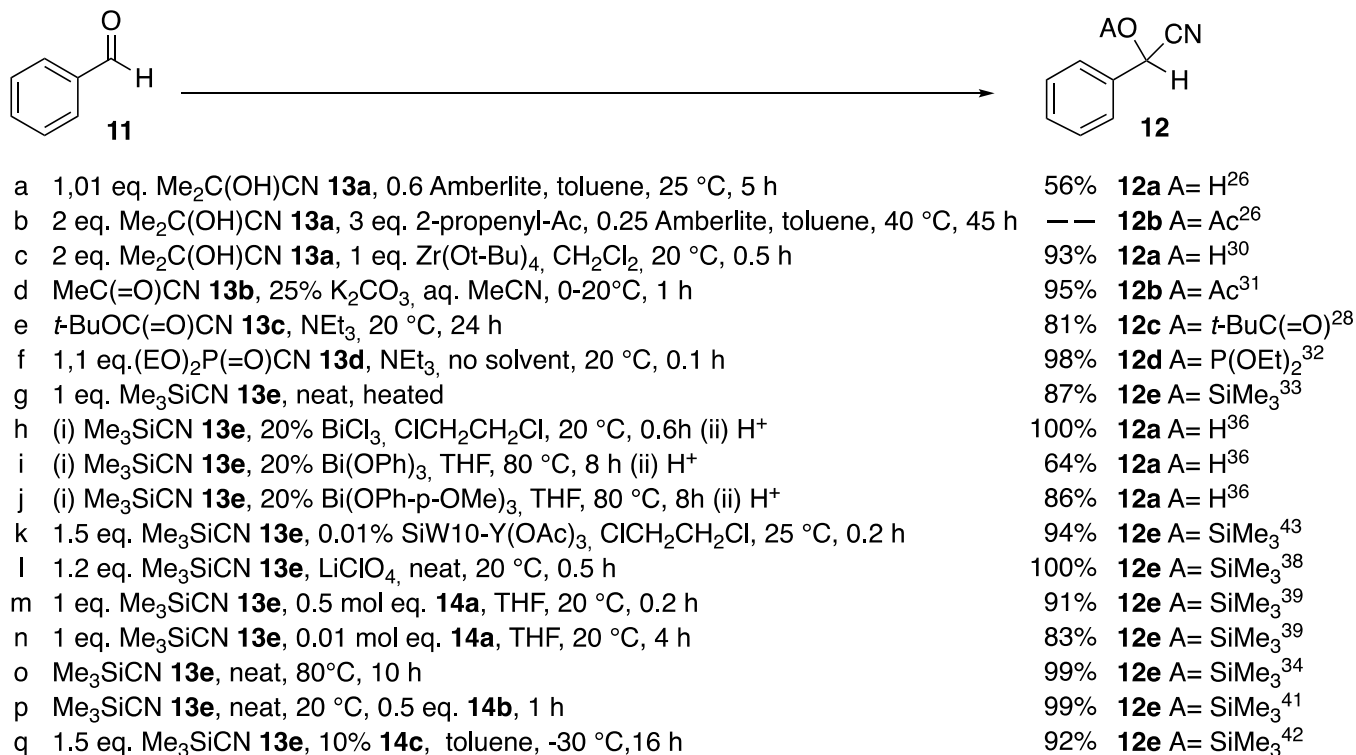 O
H
11
AO CN
H
12
a 1,01 eq. Me₂C(OH)CN 13a, 0.6 Amberlite, toluene, 25 °C, 5 h 56% 12a A= H²⁶
b 2 eq. Me₂C(OH)CN 13a, 3 eq. 2-propenyl-Ac, 0.25 Amberlite, toluene, 40 °C, 45 h — — 12b A= Ac²⁶
c 2 eq. Me₂C(OH)CN 13a, 1 eq. Zr(Ot-Bu)₄, CH₂Cl₂, 20 °C, 0.5 h 93% 12a A= H³⁰
d MeC(=O)CN 13b, 25% K₂CO₃, aq. MeCN, 0-20°C, 1 h 95% 12b A= Ac³¹
e t-BuOC(=O)CN 13c, NEt₃, 20 °C, 24 h 81% 12c A= t-BuC(=O)²⁸
f 1,1 eq.(EO)₂P(=O)CN 13d, NEt₃, no solvent, 20 °C, 0.1 h 98% 12d A= P(OEt)₂³²
g 1 eq. Me₃SiCN 13e, neat, heated 87% 12e A= SiMe₃³³
h (i) Me₃SiCN 13e, 20% BiCl₃, ClCH₂CH₂Cl, 20 °C, 0.6h (ii) H⁺ 100% 12a A= H³⁶
i (i) Me₃SiCN 13e, 20% Bi(OPh)₃, THF, 80 °C, 8 h (ii) H⁺ 64% 12a A= H³⁶
j (i) Me₃SiCN 13e, 20% Bi(OPh-p-OMe)₃, THF, 80 °C, 8h (ii) H⁺ 86% 12a A= H³⁶
k 1.5 eq. Me₃SiCN 13e, 0.01% SiW10-Y(OAc)₃, ClCH₂CH₂Cl, 25 °C, 0.2 h 94% 12e A= SiMe₃⁴³
l 1.2 eq. Me₃SiCN 13e, LiClO₄, neat, 20 °C, 0.5 h 100% 12e A= SiMe₃³⁸
m 1 eq. Me₃SiCN 13e, 0.5 mol eq. 14a, THF, 20 °C, 0.2 h 91% 12e A= SiMe₃³⁹
n 1 eq. Me₃SiCN 13e, 0.01 mol eq. 14a, THF, 20 °C, 4 h 83% 12e A= SiMe₃³⁹
o Me₃SiCN 13e, neat, 80°C, 10 h 99% 12e A= SiMe₃³⁴
p Me₃SiCN 13e, neat, 20 °C, 0.5 eq. 14b, 1 h 99% 12e A= SiMe₃⁴¹
q 1.5 eq. Me₃SiCN 13e, 10% 14c, toluene, -30 °C,16 h 92% 12e A= SiMe₃⁴²